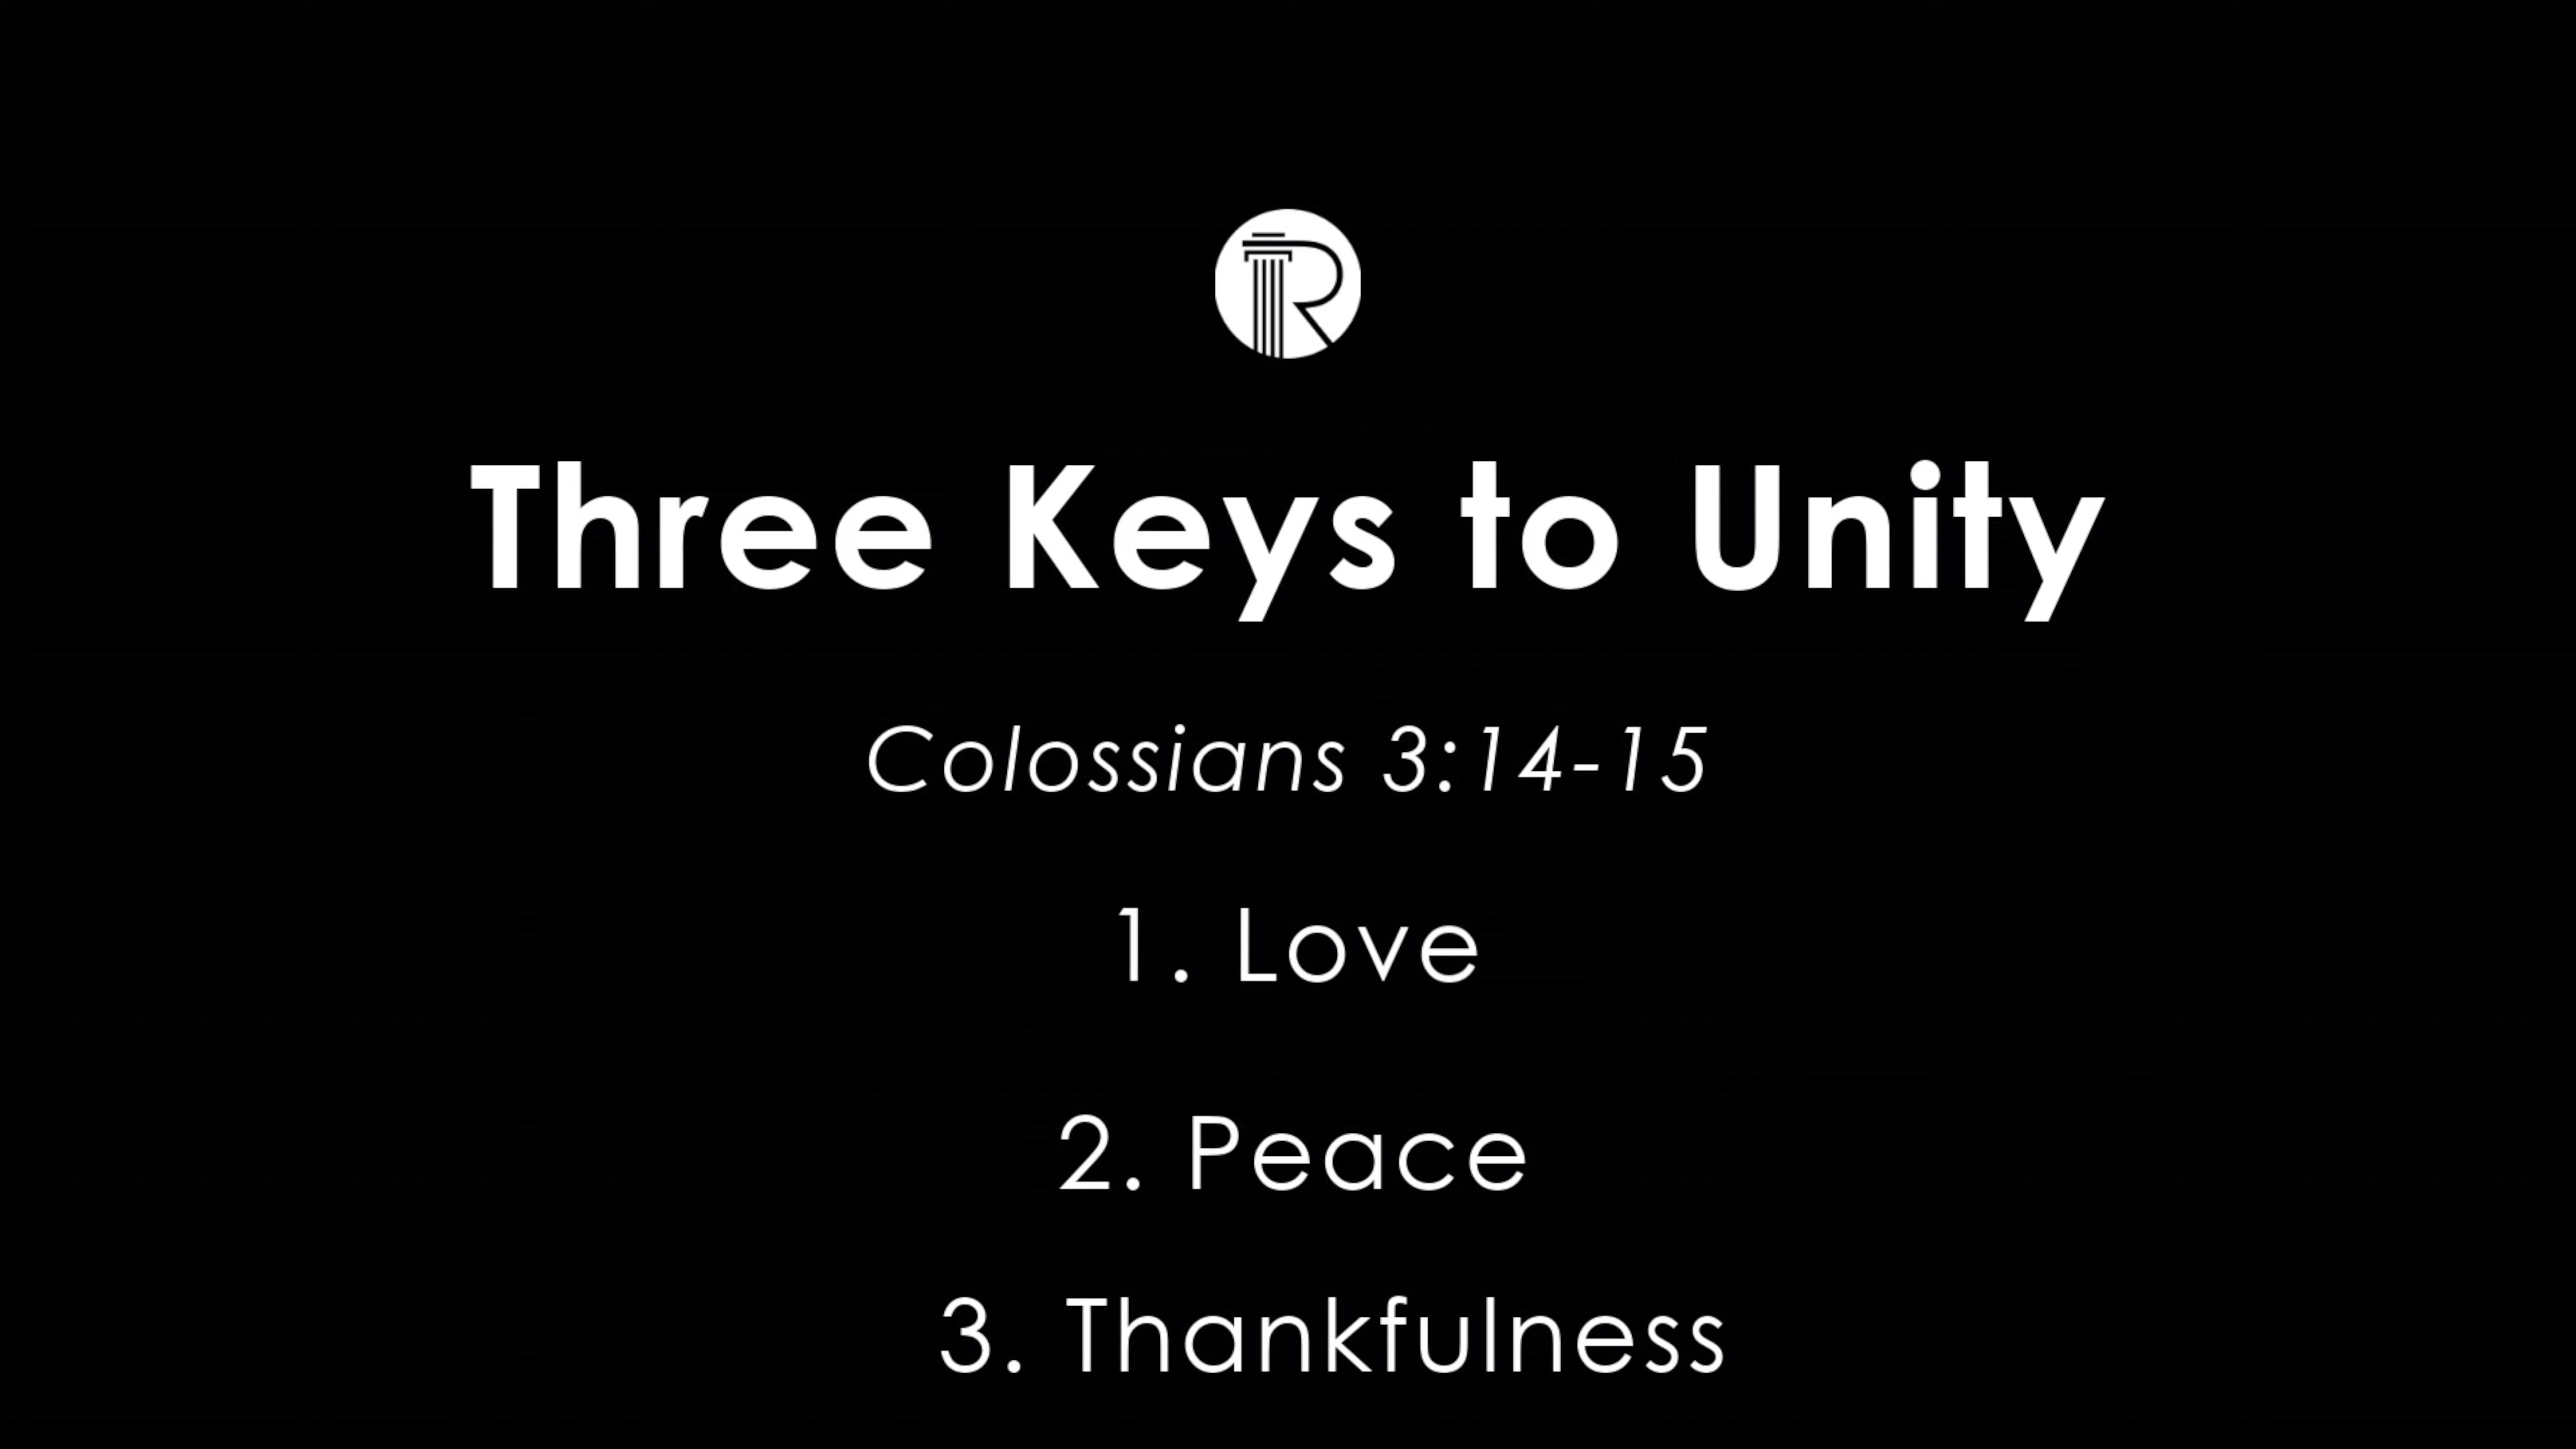 R
Three Keys to Unity
Colossians 3:14-15
1. Love
2. Peace
3. Thankfulness